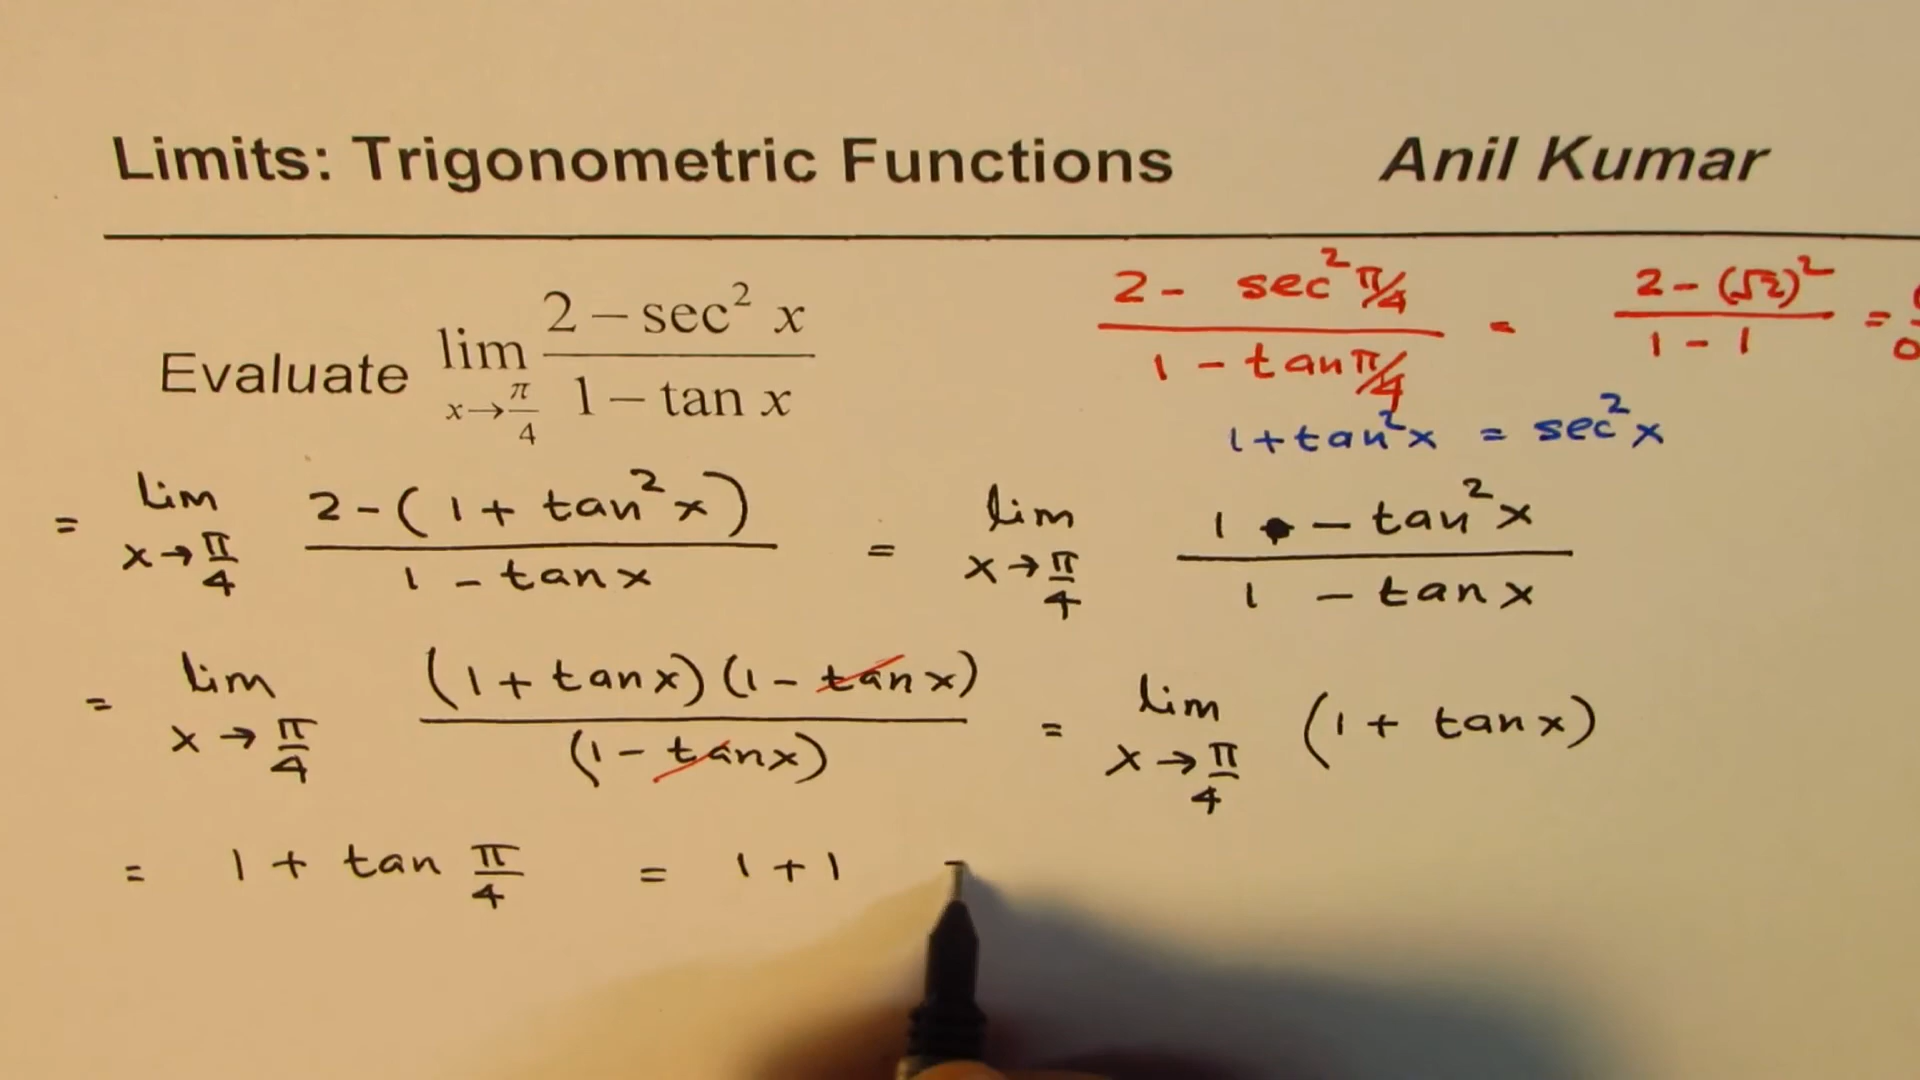 Limits: Trigonometric Functions Anil Kumar
Evaluate lim x→π/4 (2 − sec² x)/(1 − tan x)
(2 - sec² π/4)/(1 - tan π/4) = (2 - (√2)²)/(1 - 1) =
1 + tan² x = sec² x
= lim x→π/4 (2 - (1 + tan² x))/(1 - tan x) = lim x→π/4 (1 - tan² x)/(1 - tan x)
= lim x→π/4 ((1 + tan x)(1 - tan x))/((1 - tan x)) = lim x→π/4 (1 + tan x)
= 1 + tan π/4 = 1 + 1